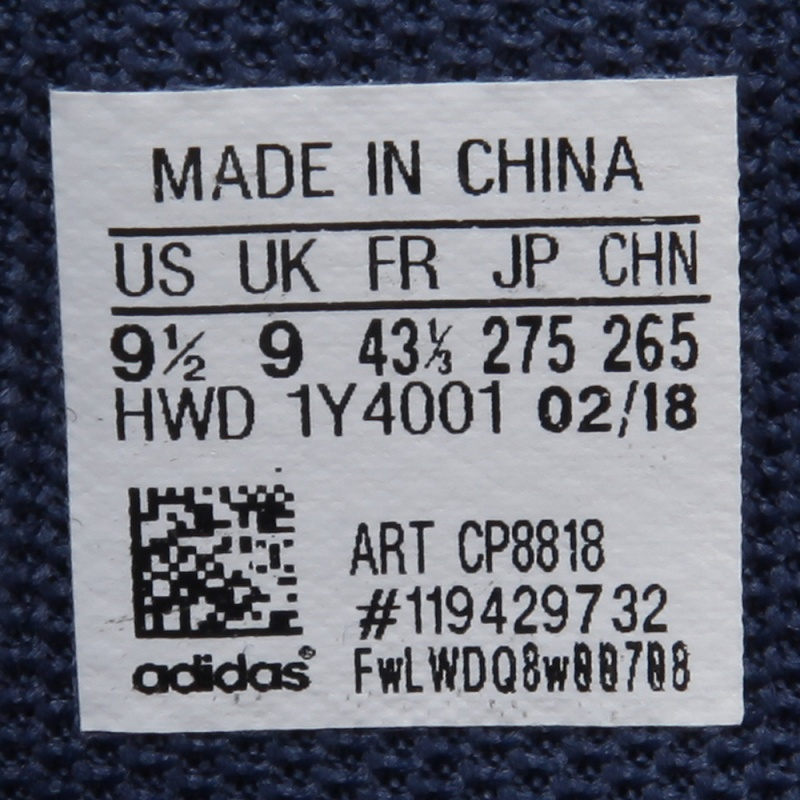 MADE IN CHINA
US UK FR JP CHN
9½ 9 43⅓ 275 265
HWD 1Y4001 02/18
ART CP8818
#119429732
FwLWDQ8w00708
adidas®